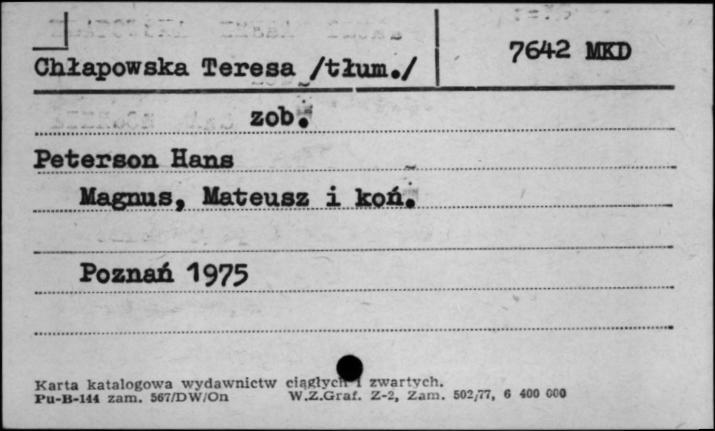 Chłapowska Teresa /tłum./
7642 MKD
zob.
Peterson Hans
Magnus, Mateusz i koń.
Poznań 1975
Karta katalogowa wydawnictw ciągłych i zwartych.
Pu-B-144 zam. 567/DW/On W.Z.Graf. Z-2, Zam. 502/77, 6 400 000